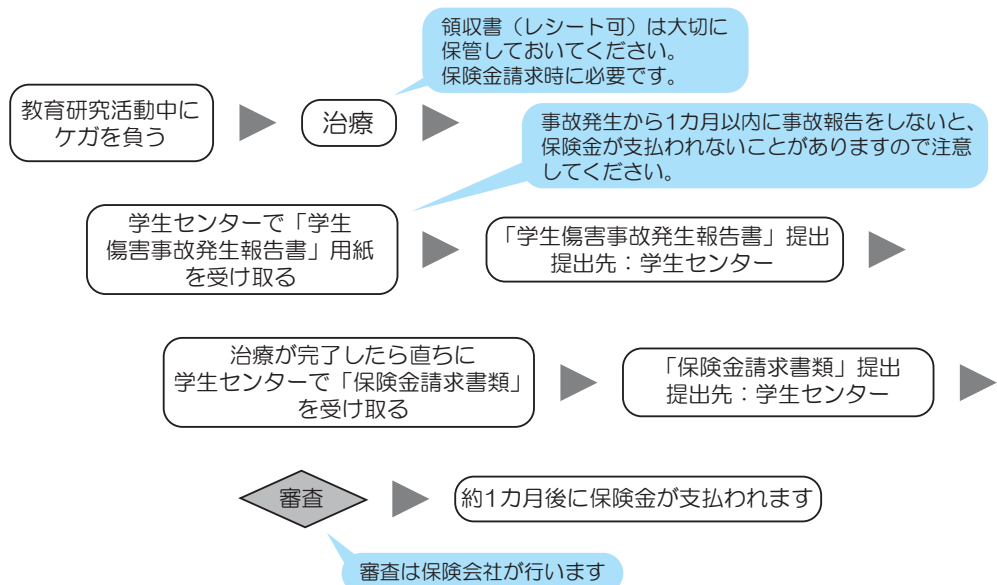 領収書（レシート可）は大切に
保管しておいてください。
保険金請求時に必要です。
教育研究活動中に
ケガを負う
治療
事故発生から1カ月以内に事故報告をしないと、
保険金が支払われないことがありますので注意
してください。
学生センターで「学生
傷害事故発生報告書」用紙
を受け取る
「学生傷害事故発生報告書」提出
提出先：学生センター
治療が完了したら直ちに
学生センターで「保険金請求書類」
を受け取る
「保険金請求書類」提出
提出先：学生センター
審査
約1カ月後に保険金が支払われます
審査は保険会社が行います